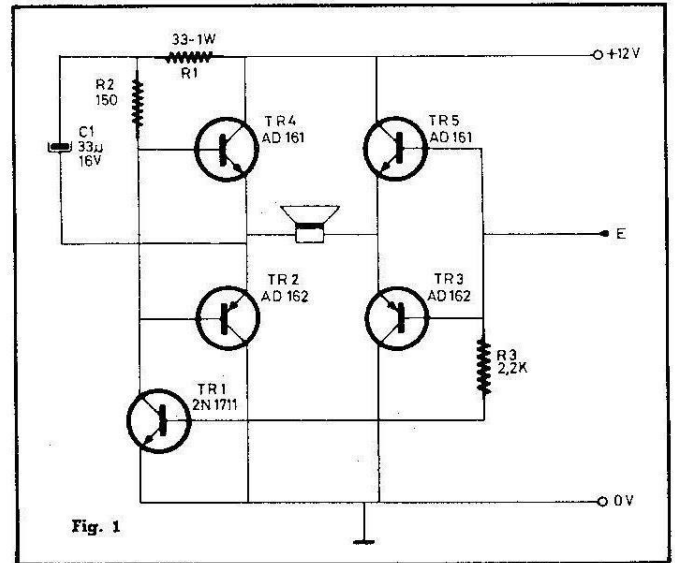 33-1W
R1
+12V
R2
150
C1
33µ
16V
TR4
AD 161
TR5
AD 161
E
TR2
AD 162
TR3
AD 162
R3
2,2K
TR1
2N 1711
0V
Fig. 1